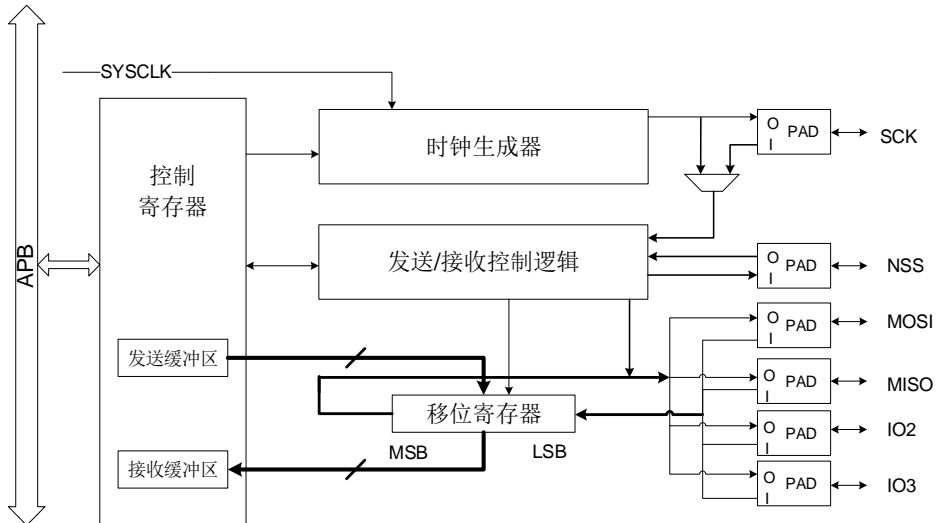 SYSCLK
APB
控制
寄存器
时钟生成器
O
I
PAD
SCK
发送/接收控制逻辑
O
I
PAD
NSS
O
I
PAD
MOSI
发送缓冲区
O
I
PAD
MISO
移位寄存器
MSB
LSB
O
I
PAD
IO2
接收缓冲区
O
I
PAD
IO3